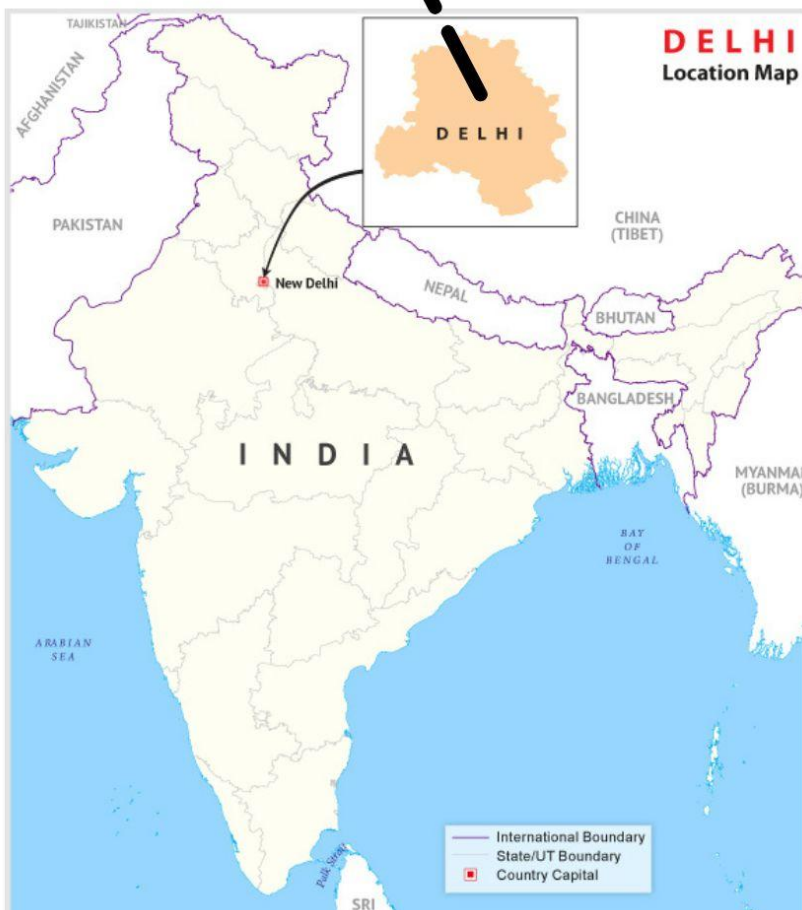 TAJIKISTAN
DELHI
Location Map
AFGHANISTAN
DELHI
PAKISTAN
CHINA
(TIBET)
New Delhi
NEPAL
BHUTAN
BANGLADESH
INDIA
MYANMAR
(BURMA)
BAY
OF
BENGAL
ARABIAN
SEA
International Boundary
State/UT Boundary
Country Capital
Palk Strait
SRI